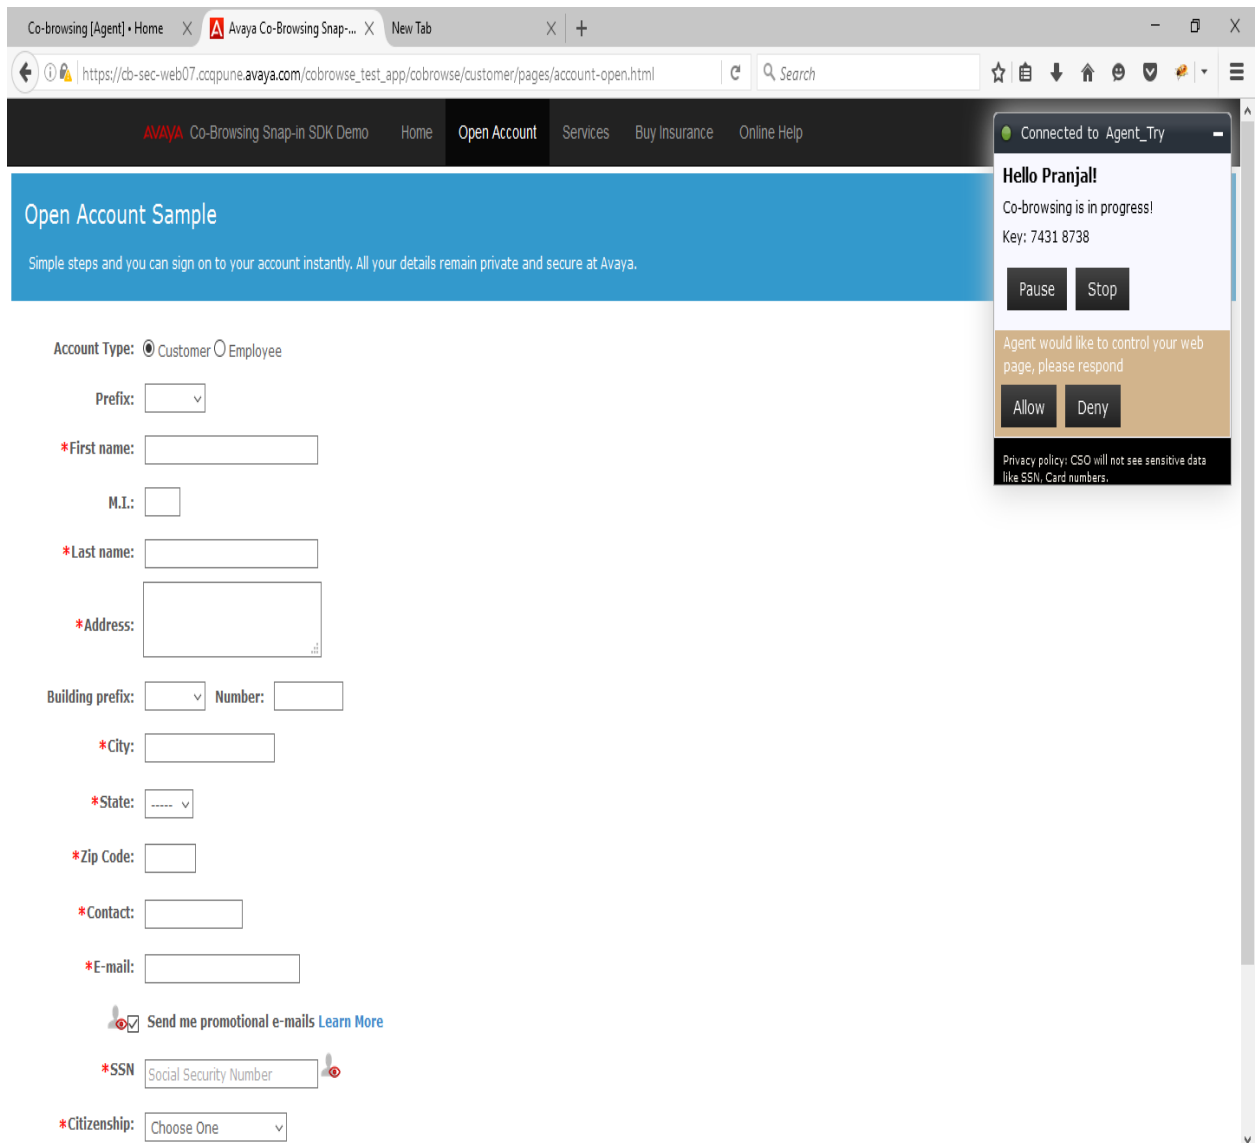 Co-browsing [Agent] • Home
Avaya Co-Browsing Snap-...
New Tab
https://cb-sec-web07.ccqpune.avaya.com/cobrowse_test_app/cobrowse/customer/pages/account-open.html
Search
AVAYA Co-Browsing Snap-in SDK Demo Home Open Account Services Buy Insurance Online Help
Connected to Agent_Try
Hello Pranjal!
Co-browsing is in progress!
Key: 7431 8738
Pause Stop
Agent would like to control your web
page, please respond
Allow Deny
Privacy policy: CSO will not see sensitive data
like SSN, Card numbers.
Open Account Sample
Simple steps and you can sign on to your account instantly. All your details remain private and secure at Avaya.
Account Type: Customer Employee
Prefix:
*First name:
M.I.:
*Last name:
*Address:
Building prefix: Number:
*City:
*State: -----
*Zip Code:
*Contact:
*E-mail:
Send me promotional e-mails Learn More
*SSN Social Security Number
*Citizenship: Choose One